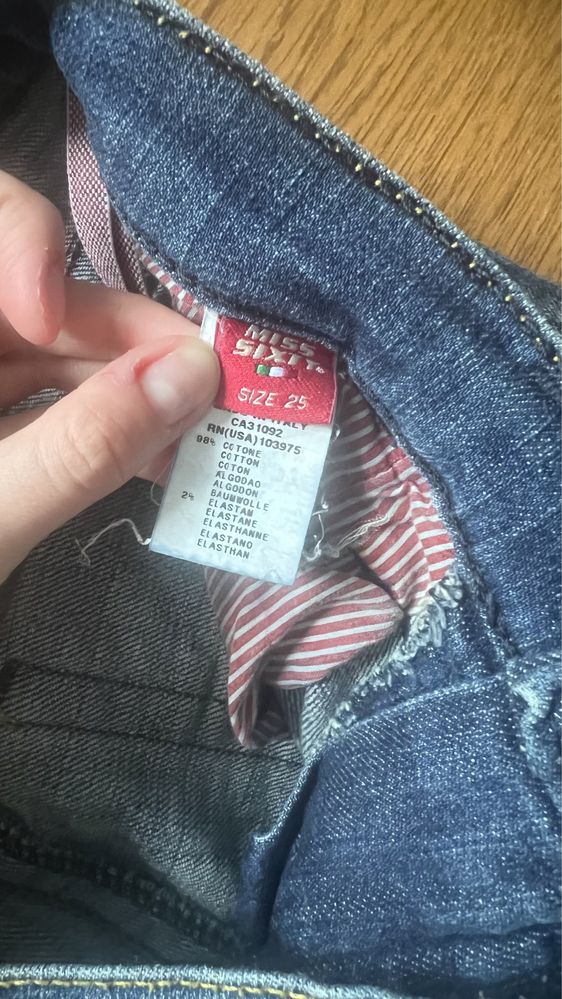 MISS
SIXTY
SIZE 25
ITALY
CA31092
RN(USA)103975
98% COTONE
COTTON
COTON
ALGODAO
ALGODON
BAUMWOLLE
2% ELASTAM
ELASTANE
ELASTHANNE
ELASTANO
ELASTHAN